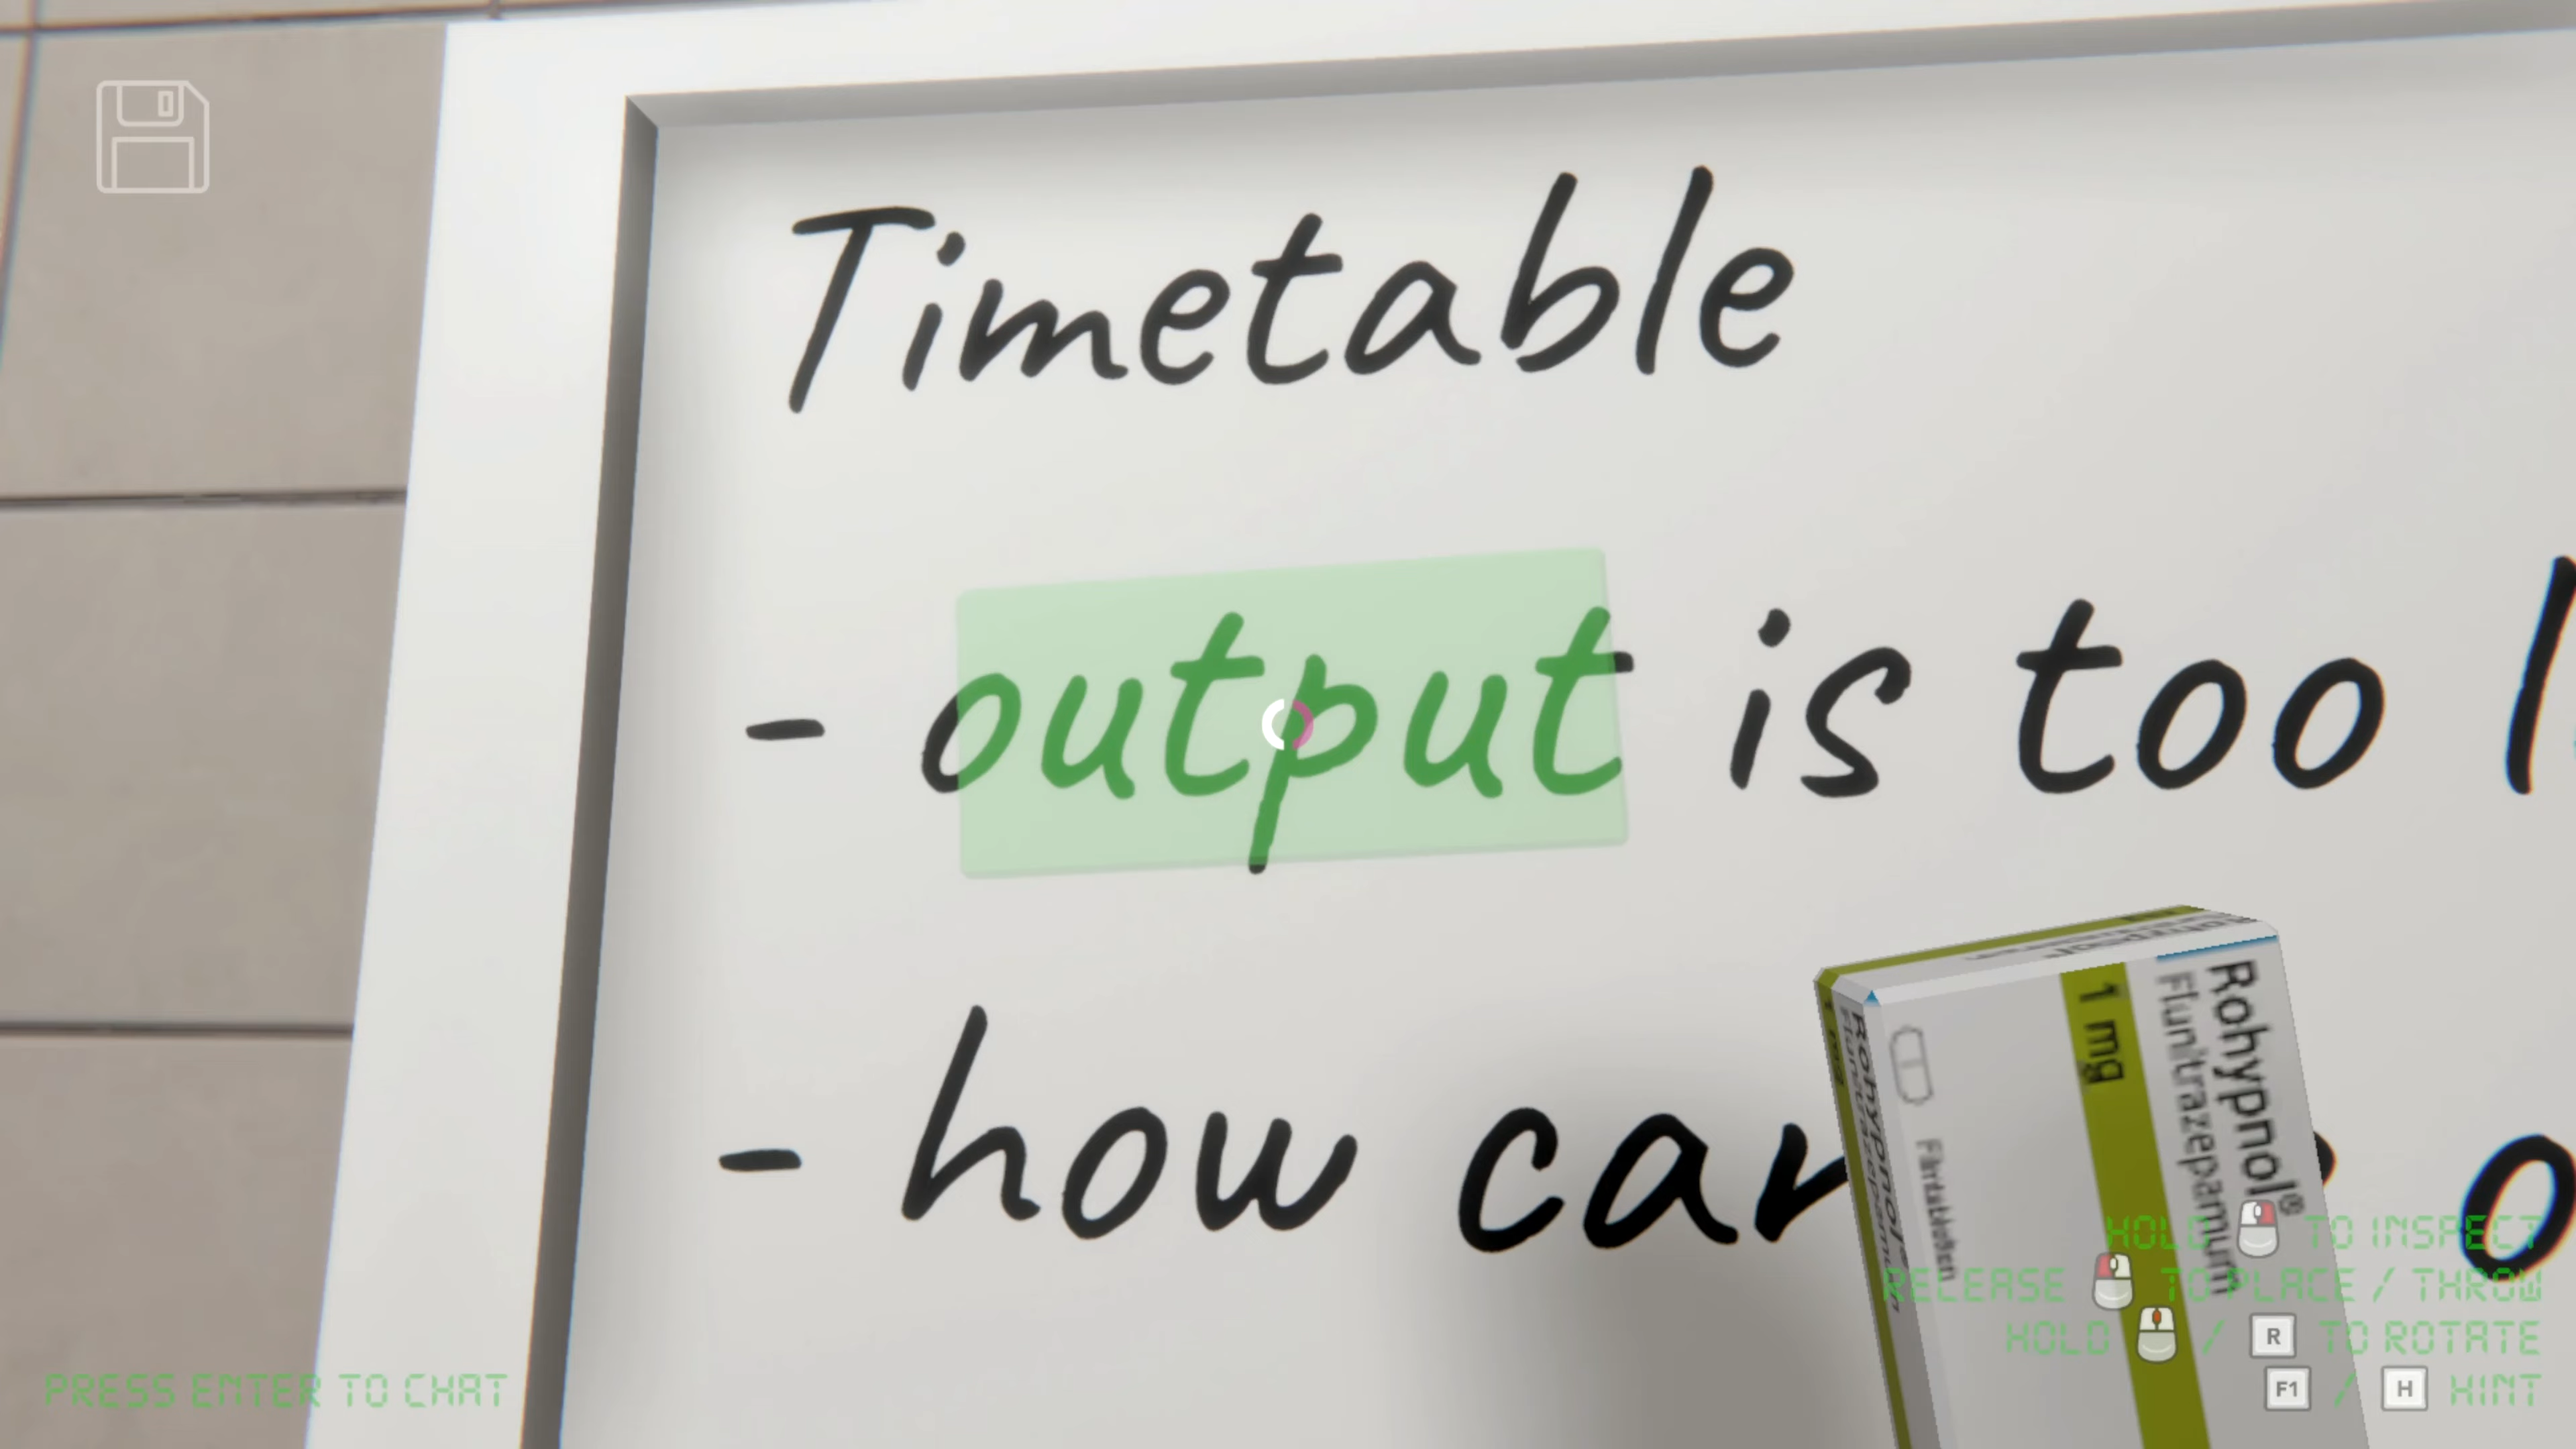 Timetable
- output is too
- how can
Rohypnol®
Flunitrazepamum
1 mg
Filmtabletten
HOLD TO INSPECT
RELEASE TO PLACE / THROW
HOLD / R TO ROTATE
F1 / H HINT
PRESS ENTER TO CHAT